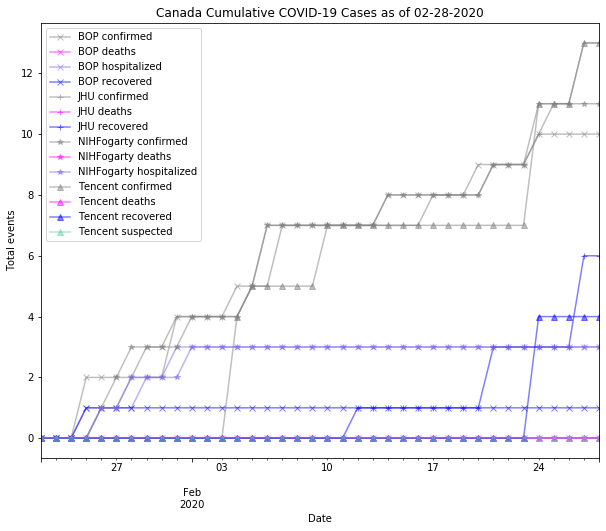 Canada Cumulative COVID-19 Cases as of 02-28-2020
BOP confirmed
BOP deaths
BOP hospitalized
BOP recovered
JHU confirmed
JHU deaths
JHU recovered
NIHFogarty confirmed
NIHFogarty deaths
NIHFogarty hospitalized
Tencent confirmed
Tencent deaths
Tencent recovered
Tencent suspected
Total events
12
10
8
6
4
2
0
27 03 10 17 24
Feb
2020
Date